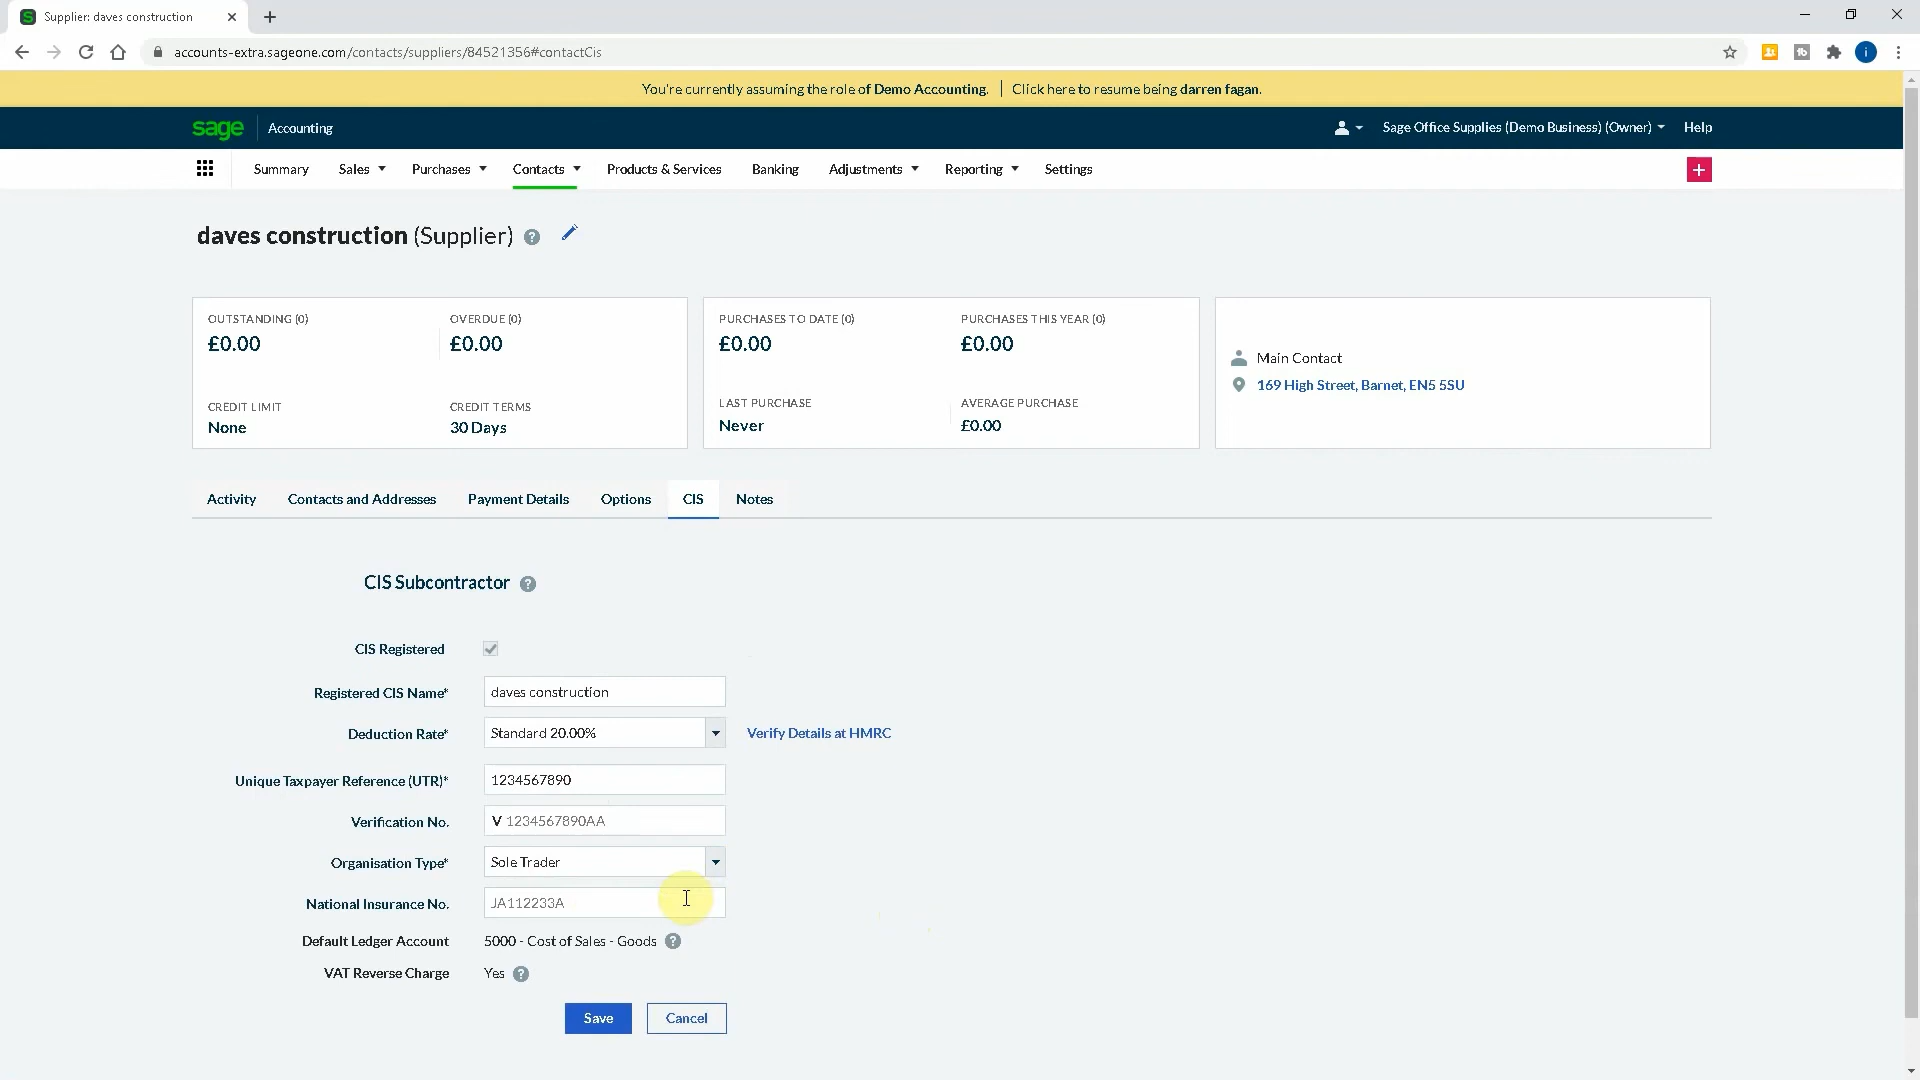 Supplier: daves construction
accounts-extra.sageone.com/contacts/suppliers/84521356#contactCis
You're currently assuming the role of Demo Accounting. Click here to resume being darren fagan.
sage Accounting Sage Office Supplies (Demo Business) (Owner) Help
Summary Sales Purchases Contacts Products & Services Banking Adjustments Reporting Settings
daves construction (Supplier)
OUTSTANDING (0) OVERDUE (0) PURCHASES TO DATE (0) PURCHASES THIS YEAR (0)
£0.00 £0.00 £0.00 £0.00
Main Contact
169 High Street, Barnet, EN5 5SU
CREDIT LIMIT CREDIT TERMS LAST PURCHASE AVERAGE PURCHASE
None 30 Days Never £0.00
Activity Contacts and Addresses Payment Details Options CIS Notes
CIS Subcontractor
CIS Registered
Registered CIS Name* daves construction
Deduction Rate* Standard 20.00% Verify Details at HMRC
Unique Taxpayer Reference (UTR)* 1234567890
Verification No. V 1234567890AA
Organisation Type* Sole Trader
National Insurance No. JA112233A
Default Ledger Account 5000 - Cost of Sales - Goods
VAT Reverse Charge Yes
Save Cancel